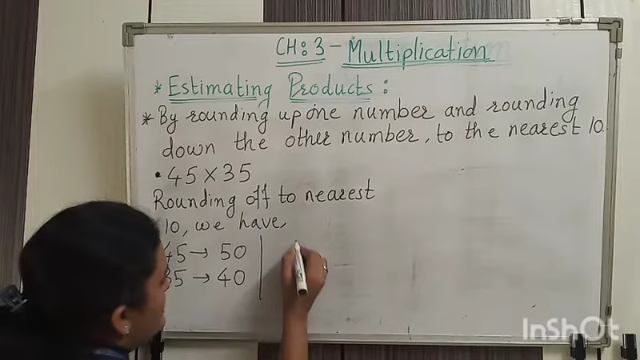 CH: 3 - Multiplication
* Estimating Products:
* By rounding up one number and rounding
down the other number, to the nearest 10.
• 45 X 35
Rounding off to nearest
10, we have,
45 → 50
35 → 40
InShOt